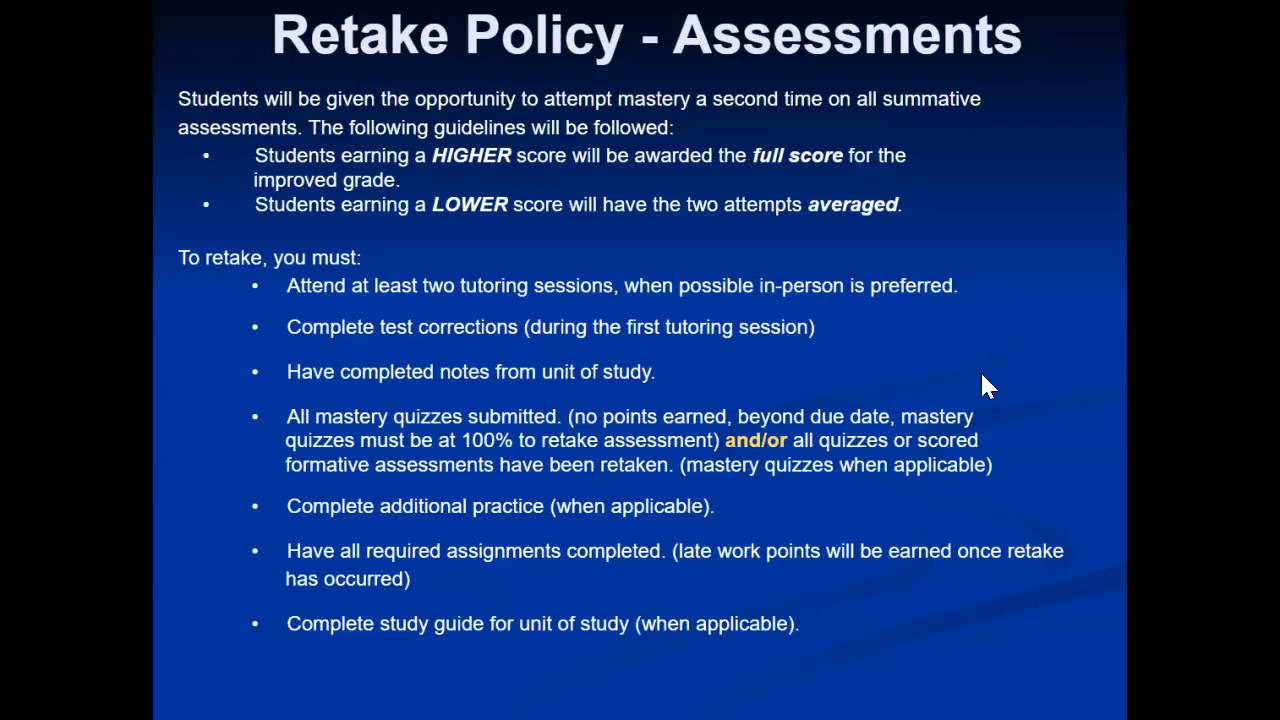 Retake Policy - Assessments
Students will be given the opportunity to attempt mastery a second time on all summative
assessments. The following guidelines will be followed:
• Students earning a HIGHER score will be awarded the full score for the
improved grade.
• Students earning a LOWER score will have the two attempts averaged.
To retake, you must:
• Attend at least two tutoring sessions, when possible in-person is preferred.
• Complete test corrections (during the first tutoring session)
• Have completed notes from unit of study.
• All mastery quizzes submitted. (no points earned, beyond due date, mastery
quizzes must be at 100% to retake assessment) and/or all quizzes or scored
formative assessments have been retaken. (mastery quizzes when applicable)
• Complete additional practice (when applicable).
• Have all required assignments completed. (late work points will be earned once retake
has occurred)
• Complete study guide for unit of study (when applicable).